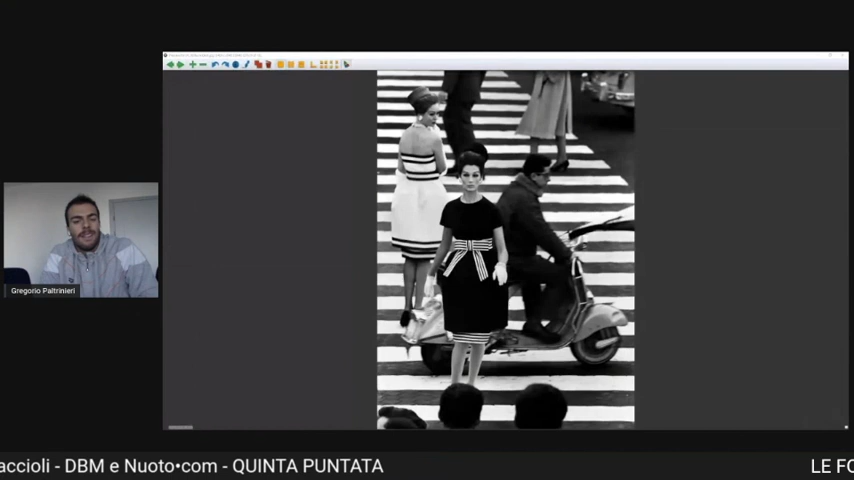 Gregorio Paltrinieri
accioli - DBM e Nuoto•com - QUINTA PUNTATA
LE FO